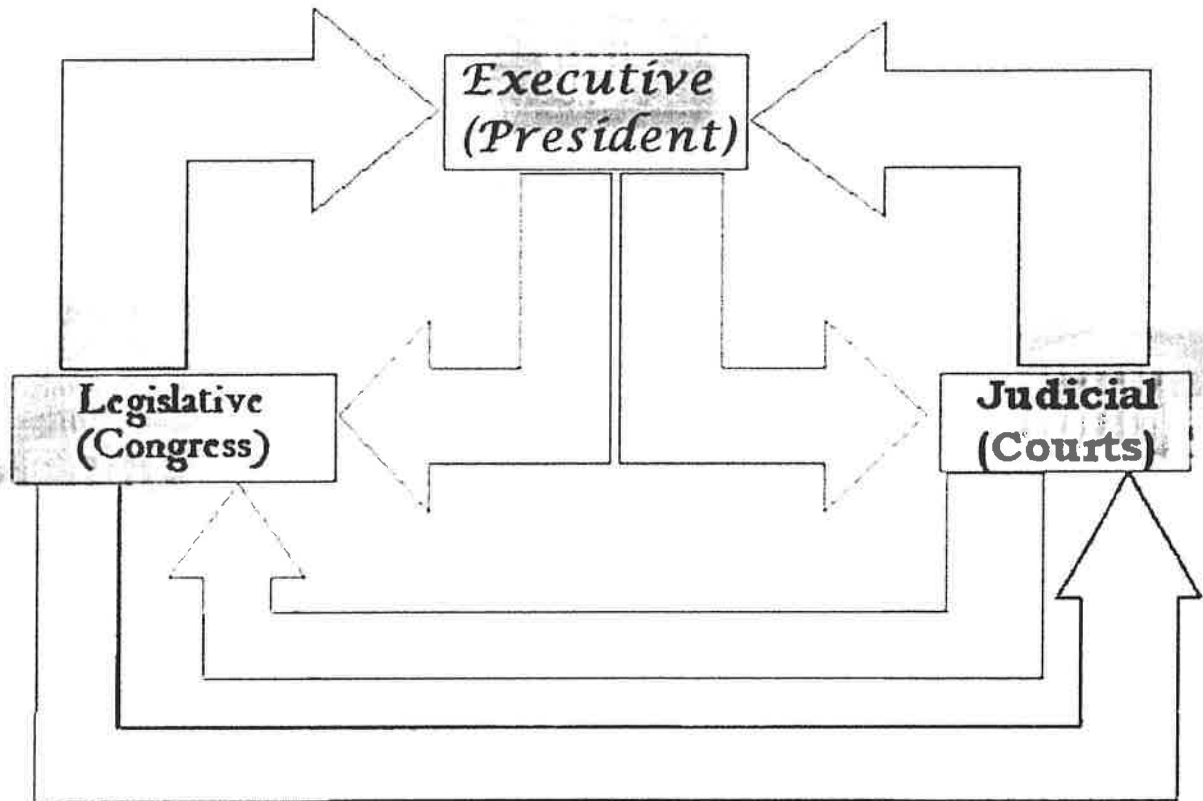 Executive
(President)
Legislative
(Congress)
Judicial
(Courts)